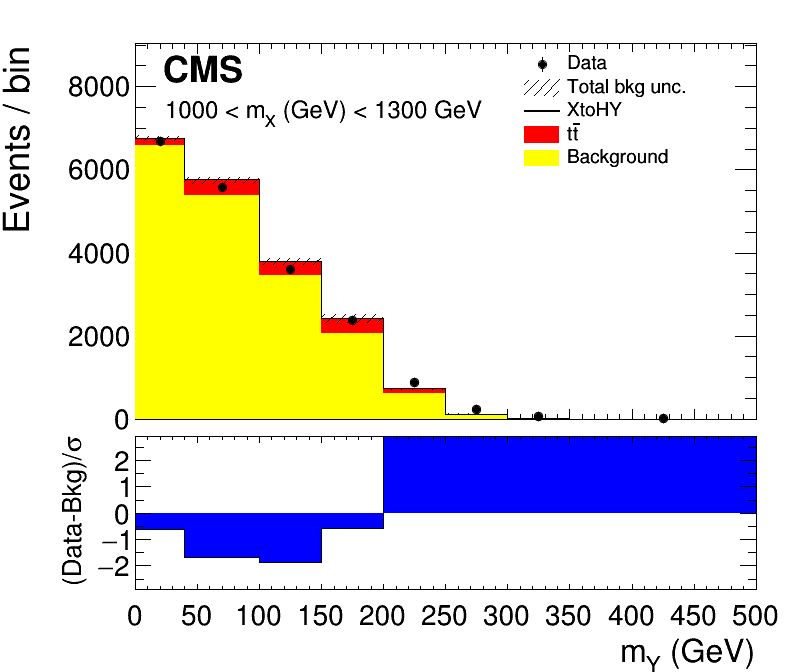 CMS
1000 < m_X (GeV) < 1300 GeV
Data
Total bkg unc.
XtoHY
tt̄
Background
Events / bin
8000
6000
4000
2000
0
(Data-Bkg)/σ
2
1
0
−1
−2
0 50 100 150 200 250 300 350 400 450 500
m_Y (GeV)